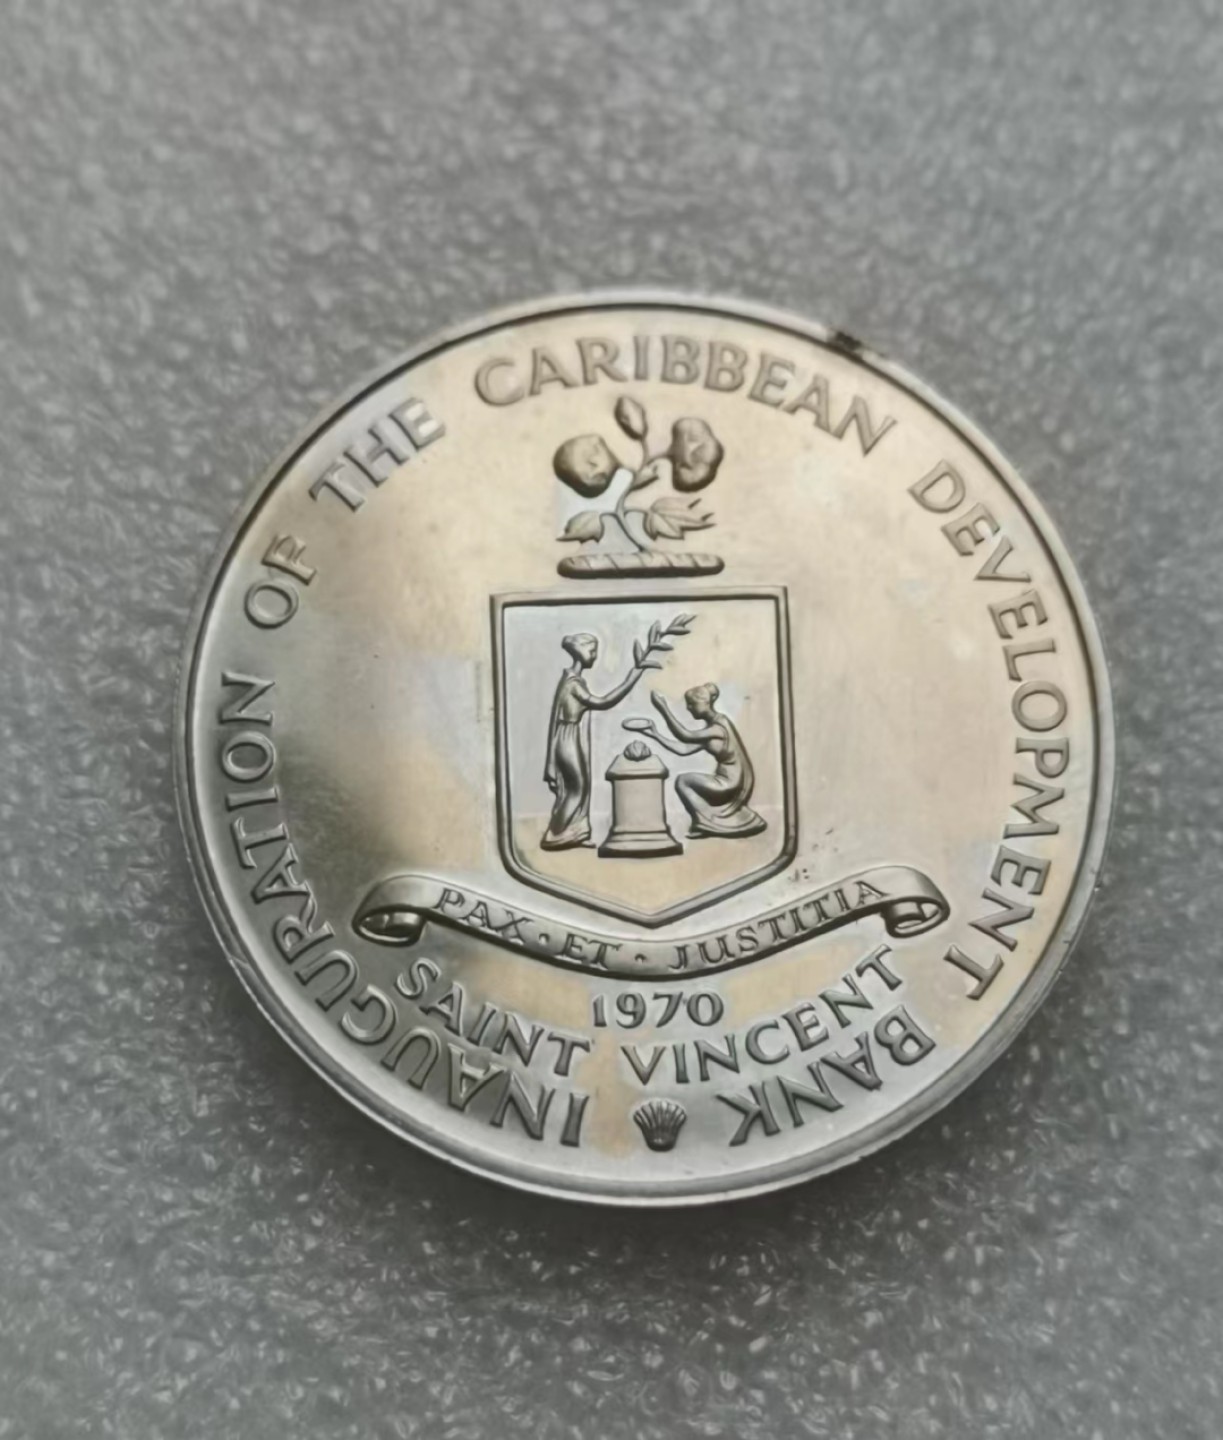 INAUGURATION OF THE CARIBBEAN DEVELOPMENT BANK
PAX · ET · JUSTITIA
1970
SAINT VINCENT